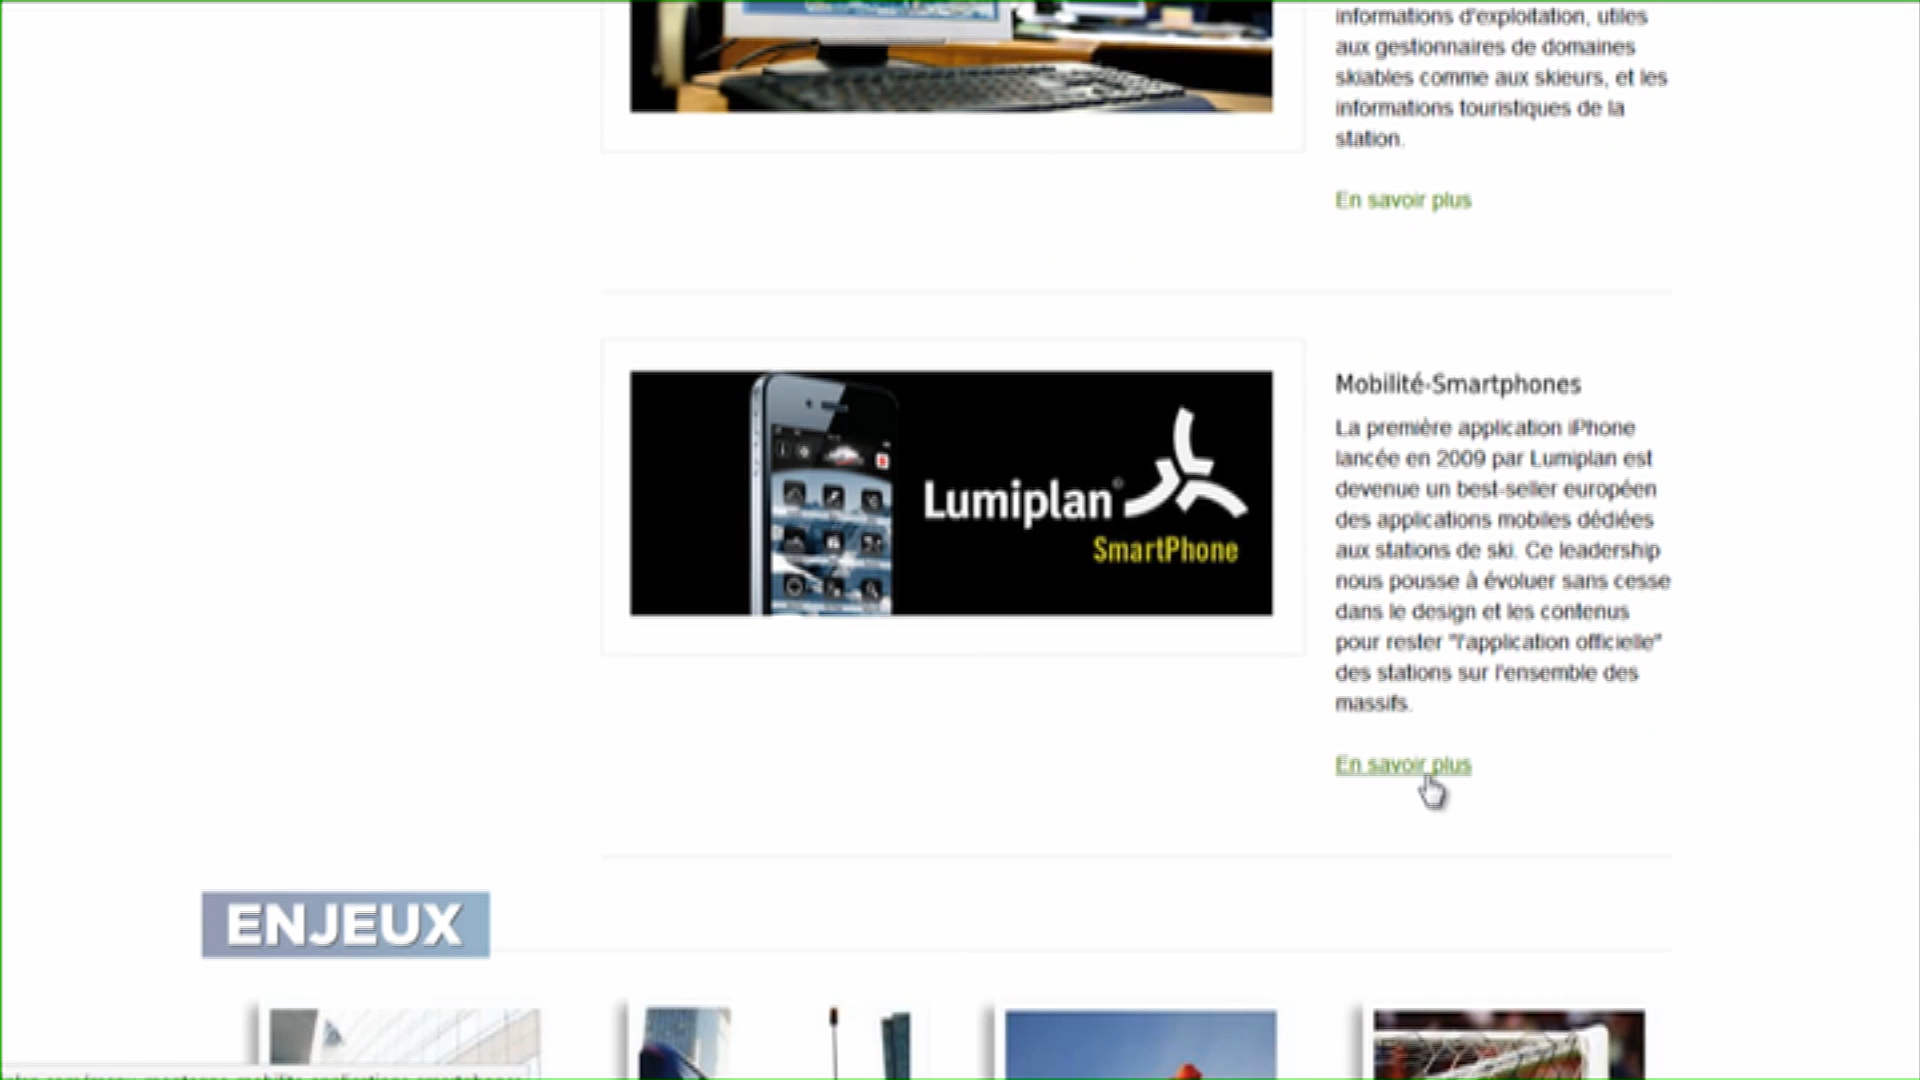 informations d'exploitation, utiles
aux gestionnaires de domaines
skiables comme aux skieurs, et les
informations touristiques de la
station.
En savoir plus
Lumiplan
SmartPhone
Mobilité-Smartphones
La première application iPhone
lancée en 2009 par Lumiplan est
devenue un best-seller européen
des applications mobiles dédiées
aux stations de ski. Ce leadership
nous pousse à évoluer sans cesse
dans le design et les contenus
pour rester "l'application officielle"
des stations sur l'ensemble des
massifs.
En savoir plus
ENJEUX